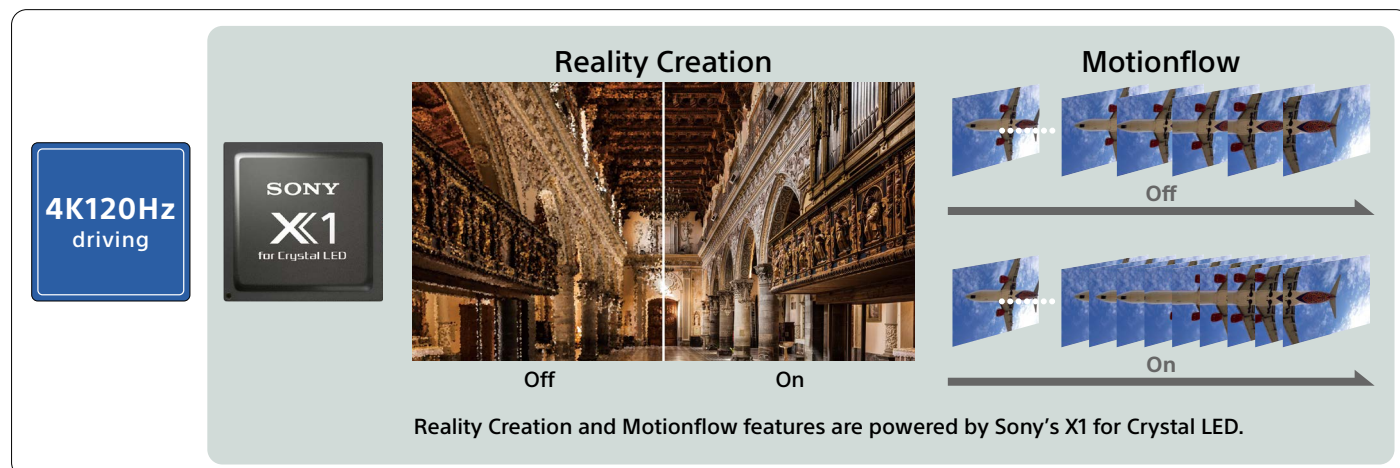 4K120Hz
driving
SONY
X1
for Crystal LED
Reality Creation
Off
On
Motionflow
Off
On
Reality Creation and Motionflow features are powered by Sony’s X1 for Crystal LED.